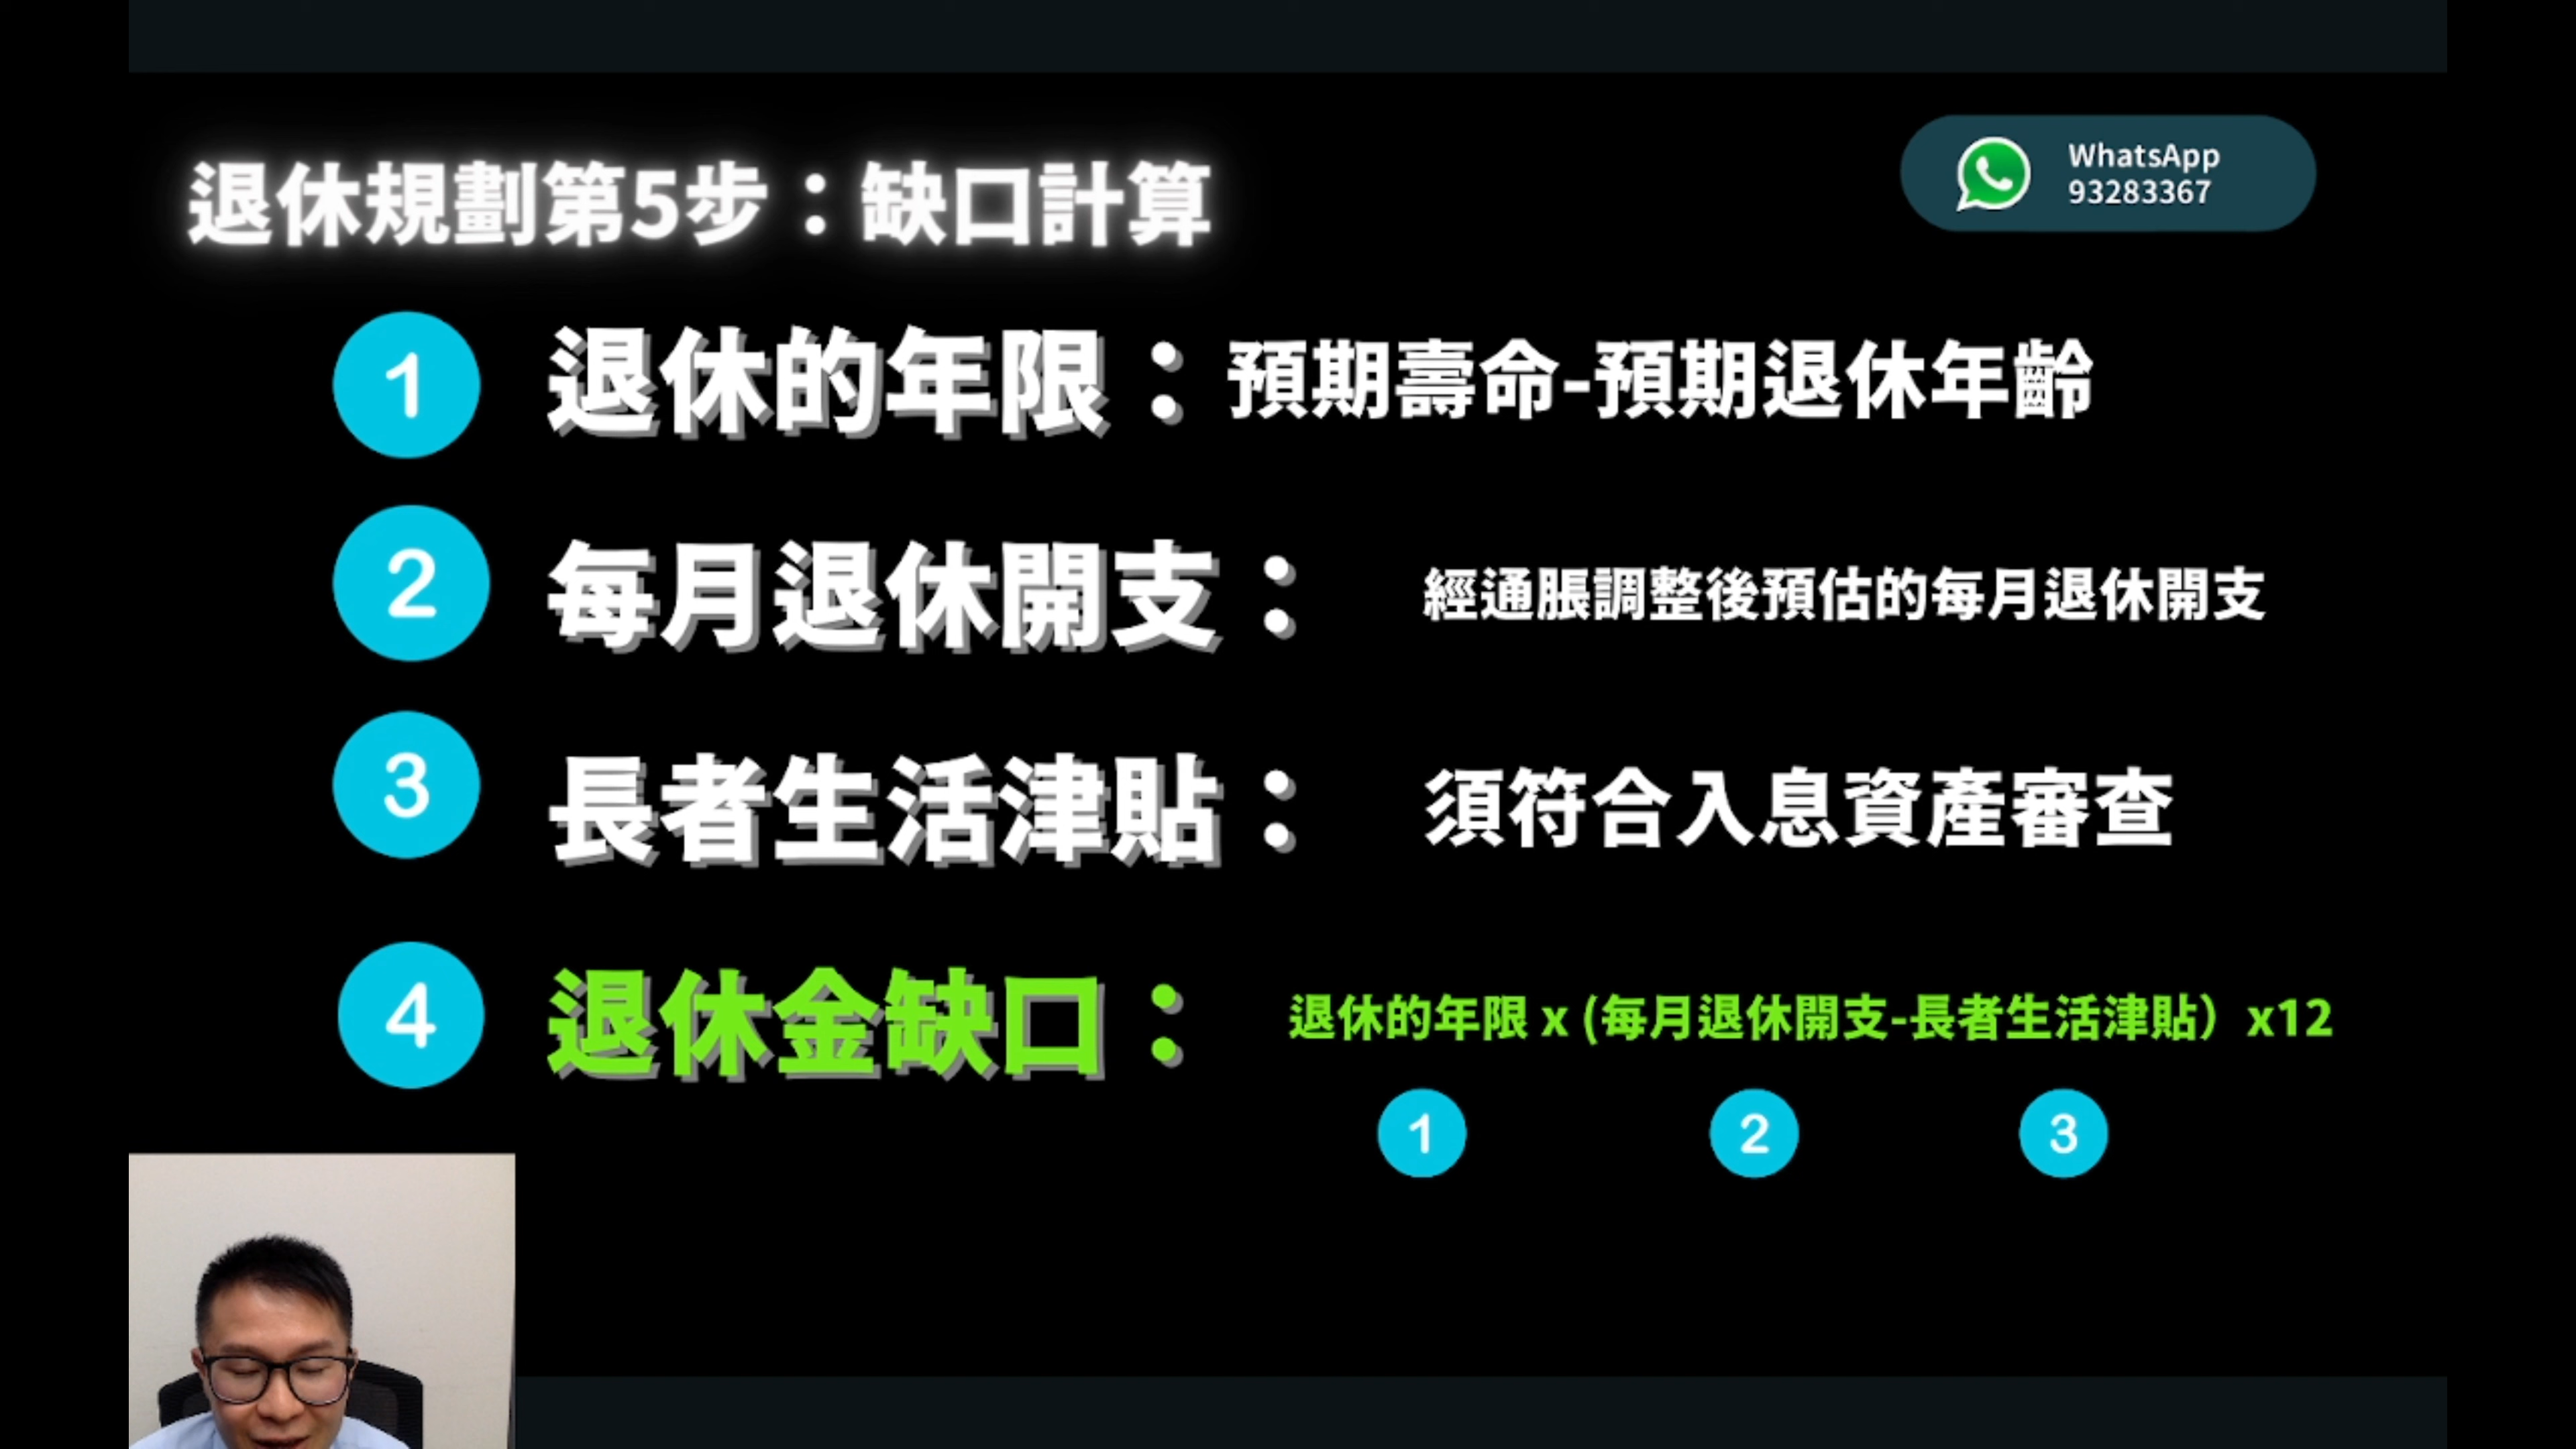 退休規劃第5步：缺口計算
WhatsApp
93283367
1 退休的年限：預期壽命-預期退休年齡
2 每月退休開支： 經通脹調整後預估的每月退休開支
3 長者生活津貼： 須符合入息資產審查
4 退休金缺口： 退休的年限 x (每月退休開支-長者生活津貼）x12
1 2 3